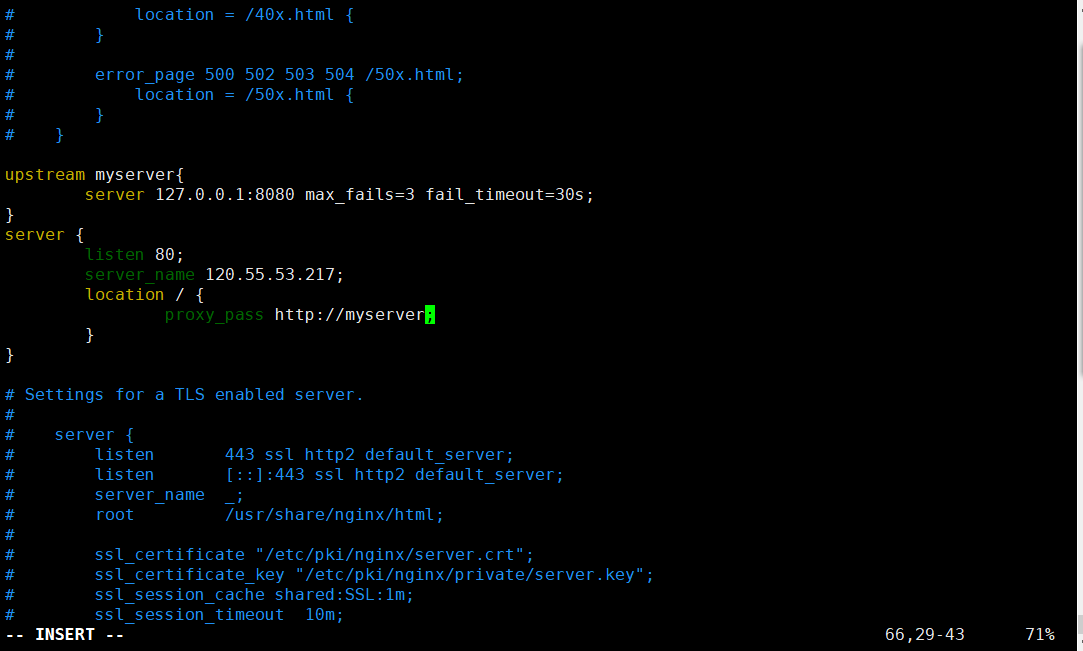 #            location = /40x.html {
#        }
#
#        error_page 500 502 503 504 /50x.html;
#            location = /50x.html {
#        }
#    }
upstream myserver{
        server 127.0.0.1:8080 max_fails=3 fail_timeout=30s;
}
server {
        listen 80;
        server_name 120.55.53.217;
        location / {
                proxy_pass http://myserver;
        }
}
# Settings for a TLS enabled server.
#
#    server {
#        listen       443 ssl http2 default_server;
#        listen       [::]:443 ssl http2 default_server;
#        server_name  _;
#        root         /usr/share/nginx/html;
#
#        ssl_certificate "/etc/pki/nginx/server.crt";
#        ssl_certificate_key "/etc/pki/nginx/private/server.key";
#        ssl_session_cache shared:SSL:1m;
#        ssl_session_timeout  10m;
-- INSERT --                                                                            66,29-43      71%